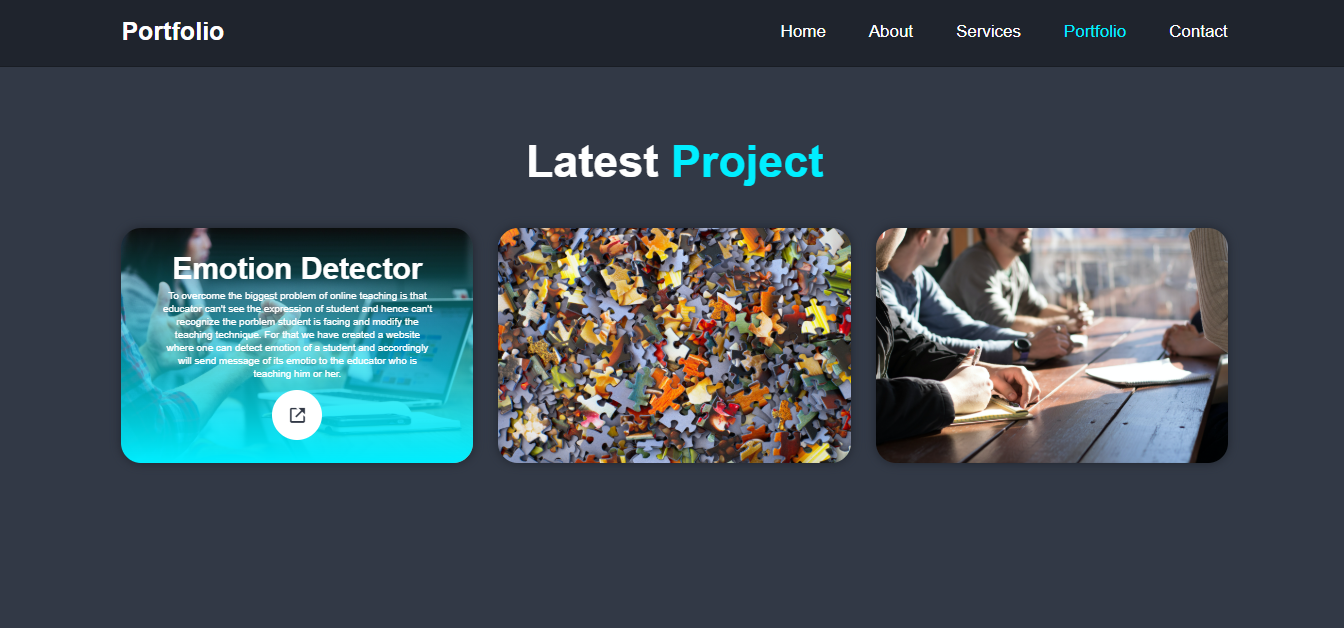 Portfolio
Home About Services Portfolio Contact
Latest Project
Emotion Detector
To overcome the biggest problem of online teaching is that
educator can't see the expression of student and hence can't
recognize the porblem student is facing and modify the
teaching technique. For that we have created a website
where one can detect emotion of a student and accordingly
will send message of its emotio to the educator who is
teaching him or her.